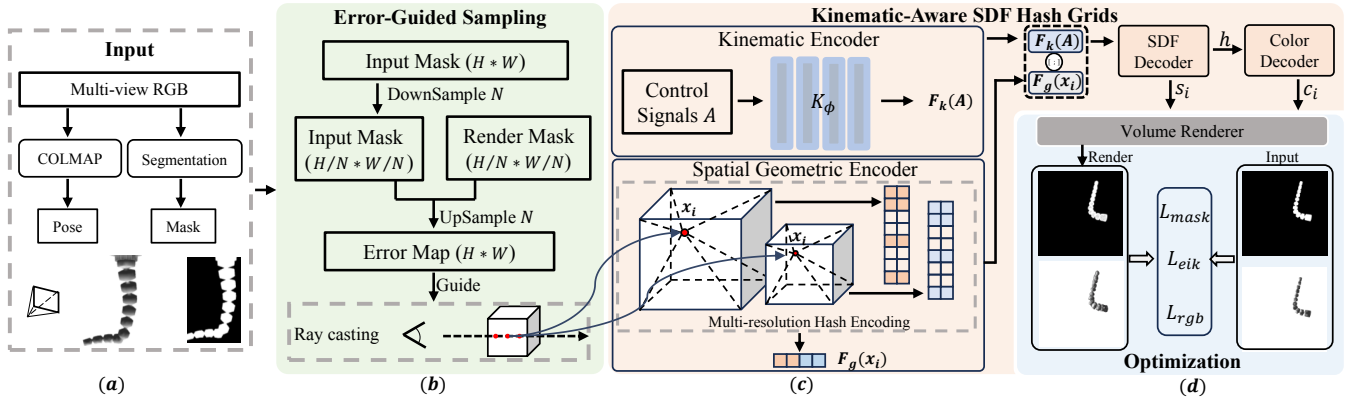 Input
Multi-view RGB
COLMAP
Segmentation
Pose
Mask
(a)
Error-Guided Sampling
Input Mask (H * W)
DownSample N
Input Mask
(H/N * W/N)
Render Mask
(H/N * W/N)
UpSample N
Error Map (H * W)
Guide
Ray casting
(b)
Kinematic-Aware SDF Hash Grids
Kinematic Encoder
Control
Signals A
K_ϕ
F_k(A)
Spatial Geometric Encoder
x_i
x_i
Multi-resolution Hash Encoding
F_g(x_i)
(c)
F_k(A)
[:]
F_g(x_i)
SDF
Decoder
h
Color
Decoder
s_i
c_i
Volume Renderer
Render
Input
L_mask
L_eik
L_rgb
Optimization
(d)